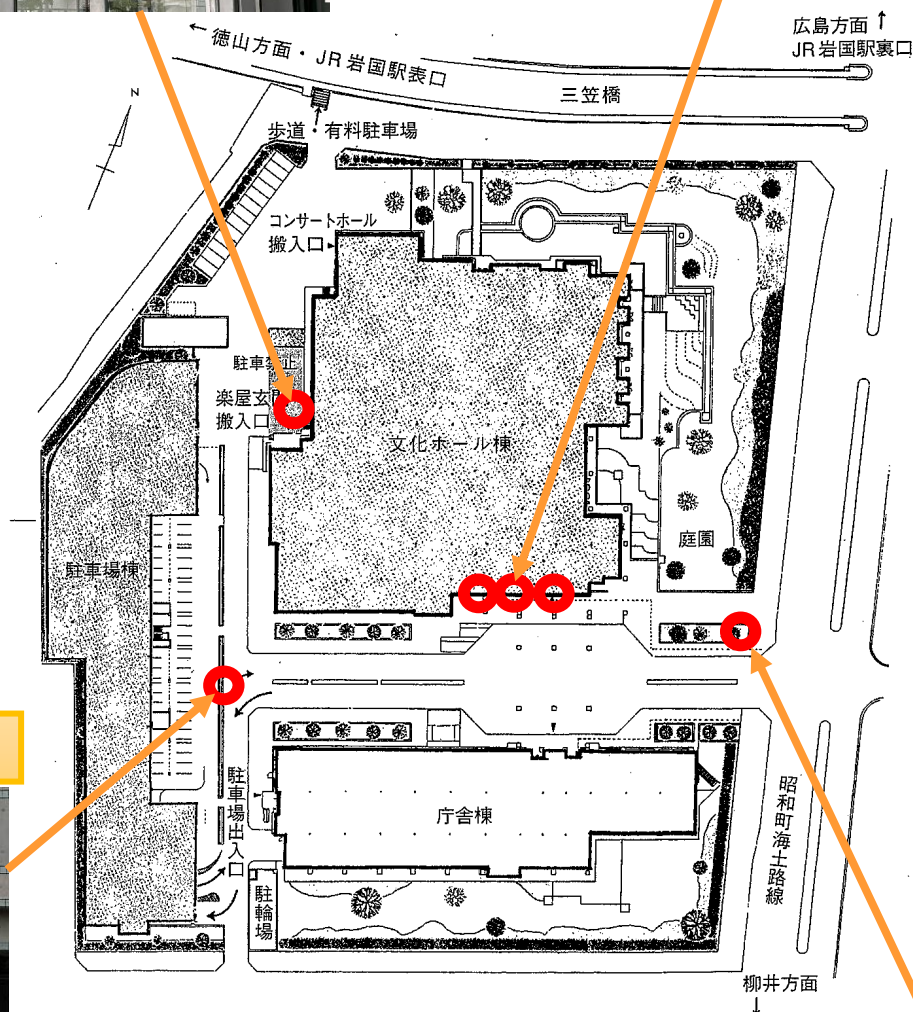 ← 徳山方面・JR岩国駅表口
広島方面 ↑
JR岩国駅裏口
三笠橋
N
歩道・有料駐車場
コンサートホール
搬入口
駐車禁止
楽屋玄関
搬入口
文化ホール棟
庭園
駐車場棟
駐車場出入口
庁舎棟
昭和町海土路線
駐輪場
柳井方面
↓